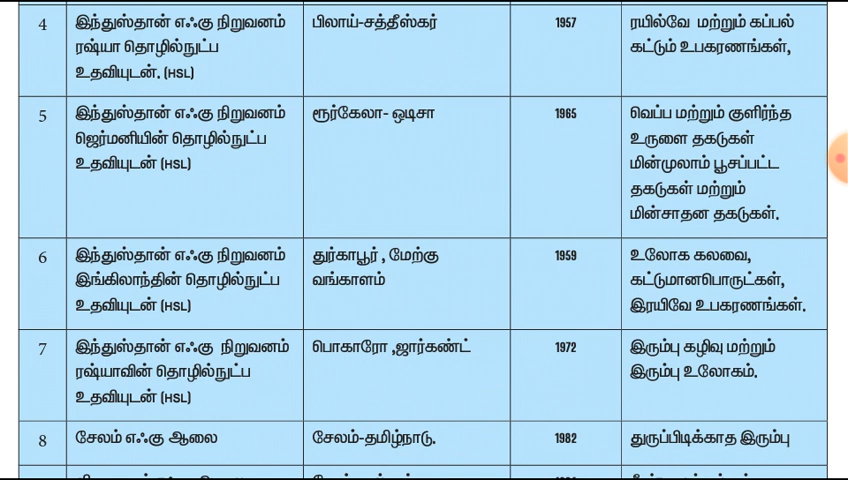 4 இந்துஸ்தான் எஃகு நிறுவனம் பிலாய்-சத்தீஸ்கர் 1957 ரயில்வே மற்றும் கப்பல்
ரஷ்யா தொழில்நுட்ப கட்டும் உபகரணங்கள்,
உதவியுடன். (HSL)
5 இந்துஸ்தான் எஃகு நிறுவனம் ரூர்கேலா- ஒடிசா 1965 வெப்ப மற்றும் குளிர்ந்த
ஜெர்மனியின் தொழில்நுட்ப உருளை தகடுகள்
உதவியுடன் (HSL) மின்முலாம் பூசப்பட்ட
தகடுகள் மற்றும்
மின்சாதன தகடுகள்.
6 இந்துஸ்தான் எஃகு நிறுவனம் துர்காபூர் , மேற்கு 1959 உலோக கலவை,
இங்கிலாந்தின் தொழில்நுட்ப வங்காளம் கட்டுமானபொருட்கள்,
உதவியுடன் (HSL) இரயிவே உபகரணங்கள்.
7 இந்துஸ்தான் எஃகு நிறுவனம் பொகாரோ ,ஜார்கண்ட் 1972 இரும்பு கழிவு மற்றும்
ரஷ்யாவின் தொழில்நுட்ப இரும்பு உலோகம்.
உதவியுடன் (HSL)
8 சேலம் எஃகு ஆலை சேலம்-தமிழ்நாடு. 1982 துருப்பிடிக்காத இரும்பு